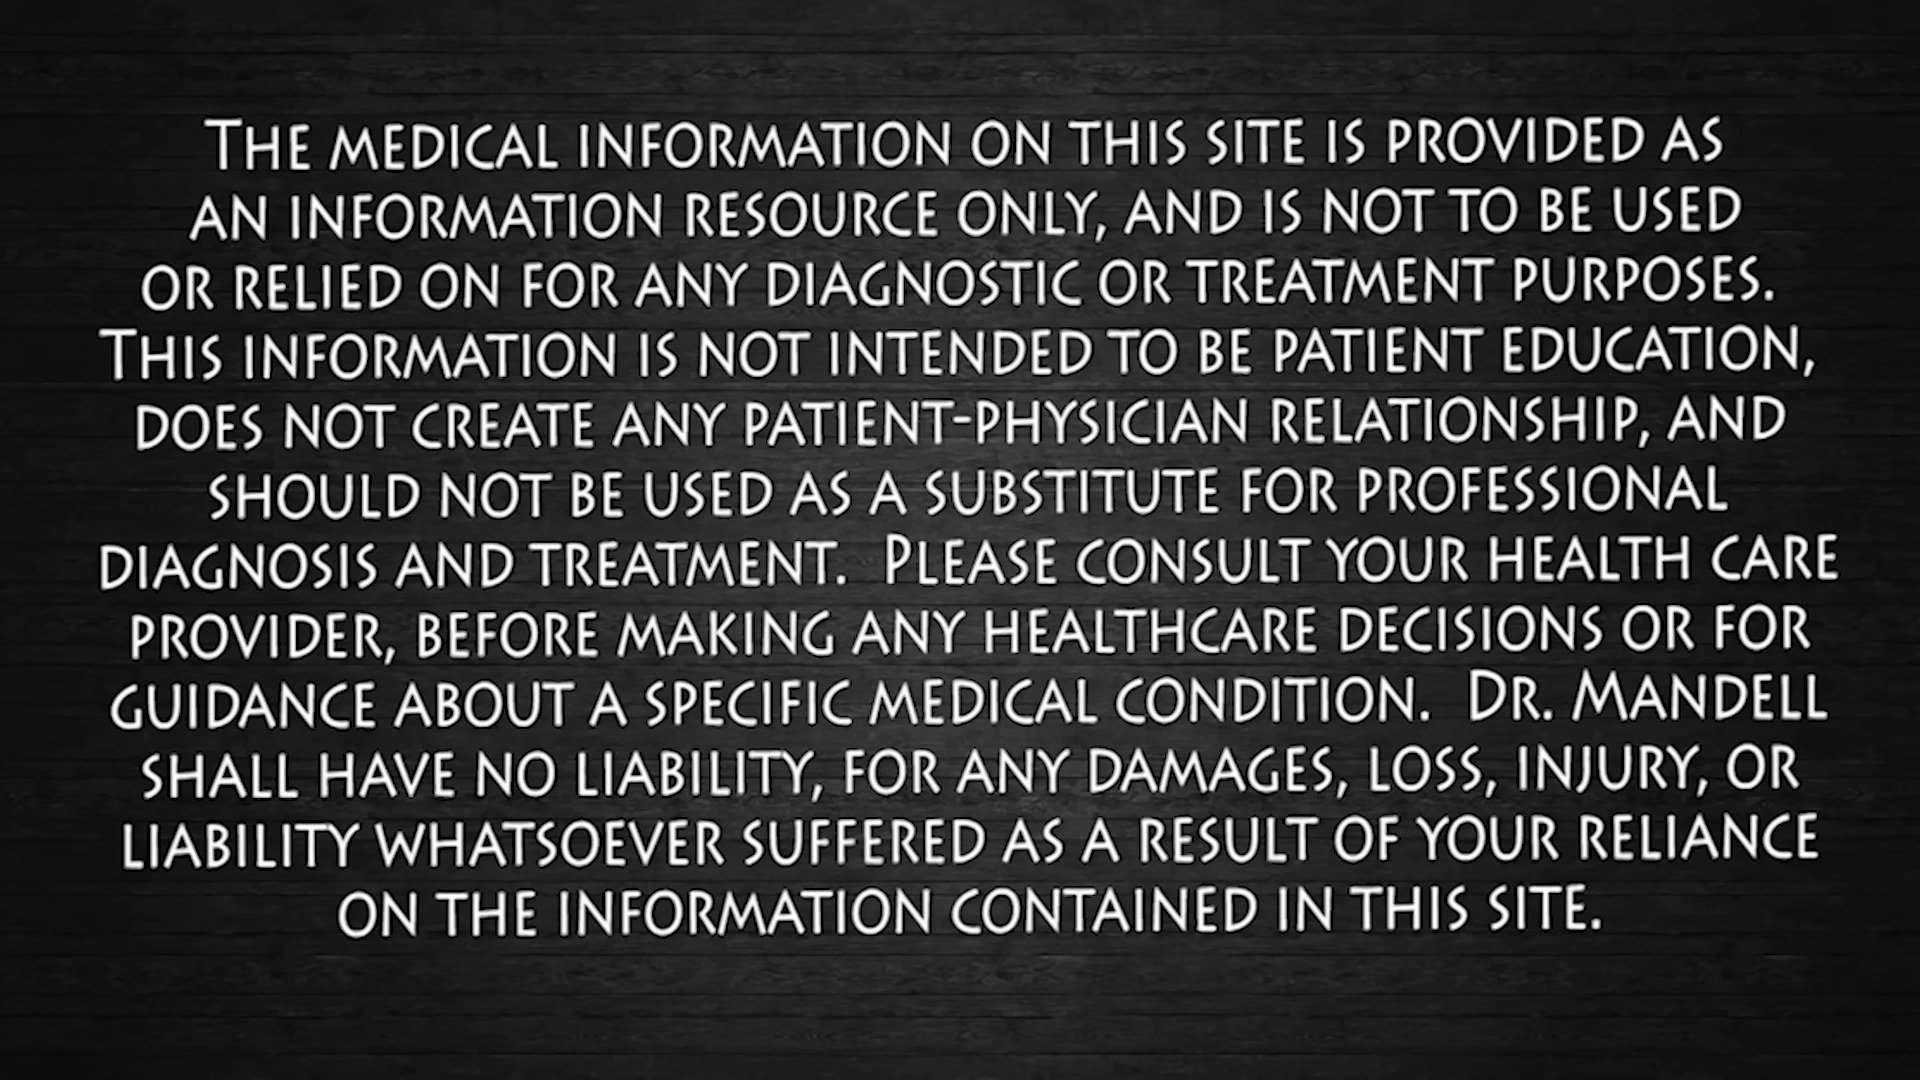 The medical information on this site is provided as
an information resource only, and is not to be used
or relied on for any diagnostic or treatment purposes.
This information is not intended to be patient education,
does not create any patient-physician relationship, and
should not be used as a substitute for professional
diagnosis and treatment.  Please consult your health care
provider, before making any healthcare decisions or for
guidance about a specific medical condition.  Dr. Mandell
shall have no liability, for any damages, loss, injury, or
liability whatsoever suffered as a result of your reliance
on the information contained in this site.